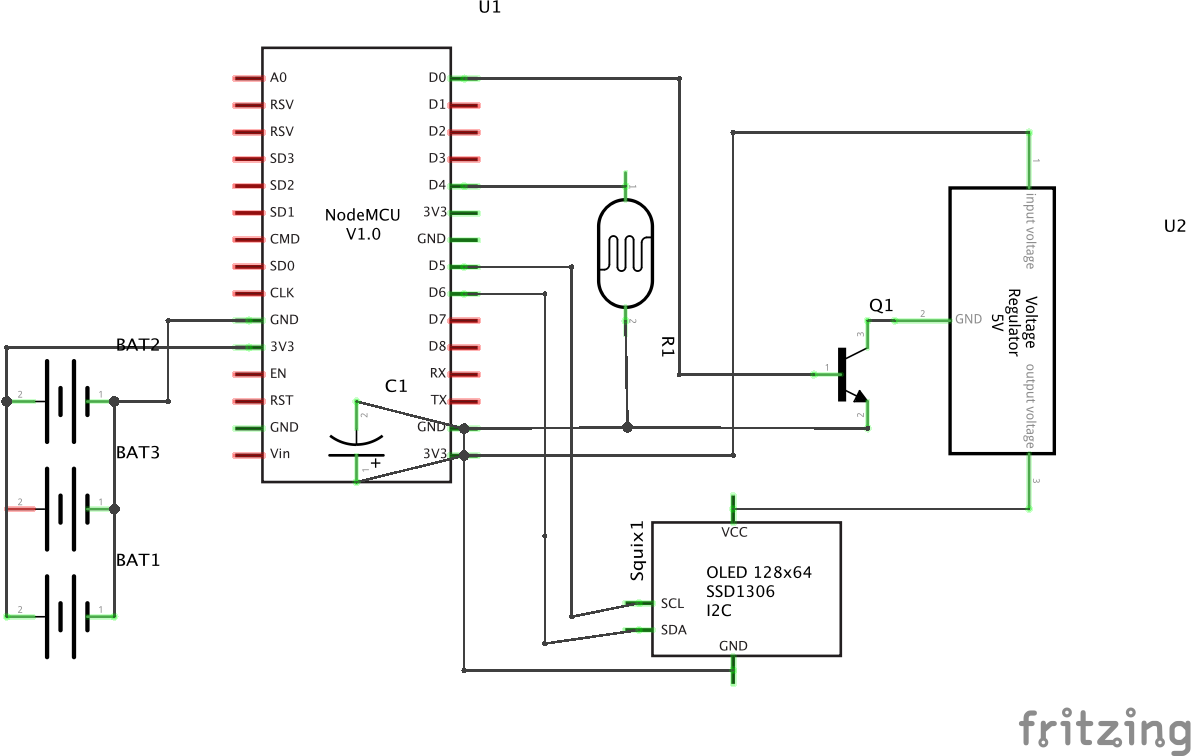 U1
A0
RSV
RSV
SD3
SD2
SD1
CMD
SD0
CLK
GND
3V3
EN
RST
GND
Vin
NodeMCU
V1.0
D0
D1
D2
D3
D4
3V3
GND
D5
D6
D7
D8
RX
TX
GND
3V3
C1
2
1
+
BAT2
2
1
BAT3
2
1
BAT1
2
1
1
2
R1
Q1
1
3
2
U2
1
input voltage
2
GND
Voltage
Regulator
5V
output voltage
3
Squix1
VCC
OLED 128x64
SSD1306
I2C
SCL
SDA
GND
fritzing